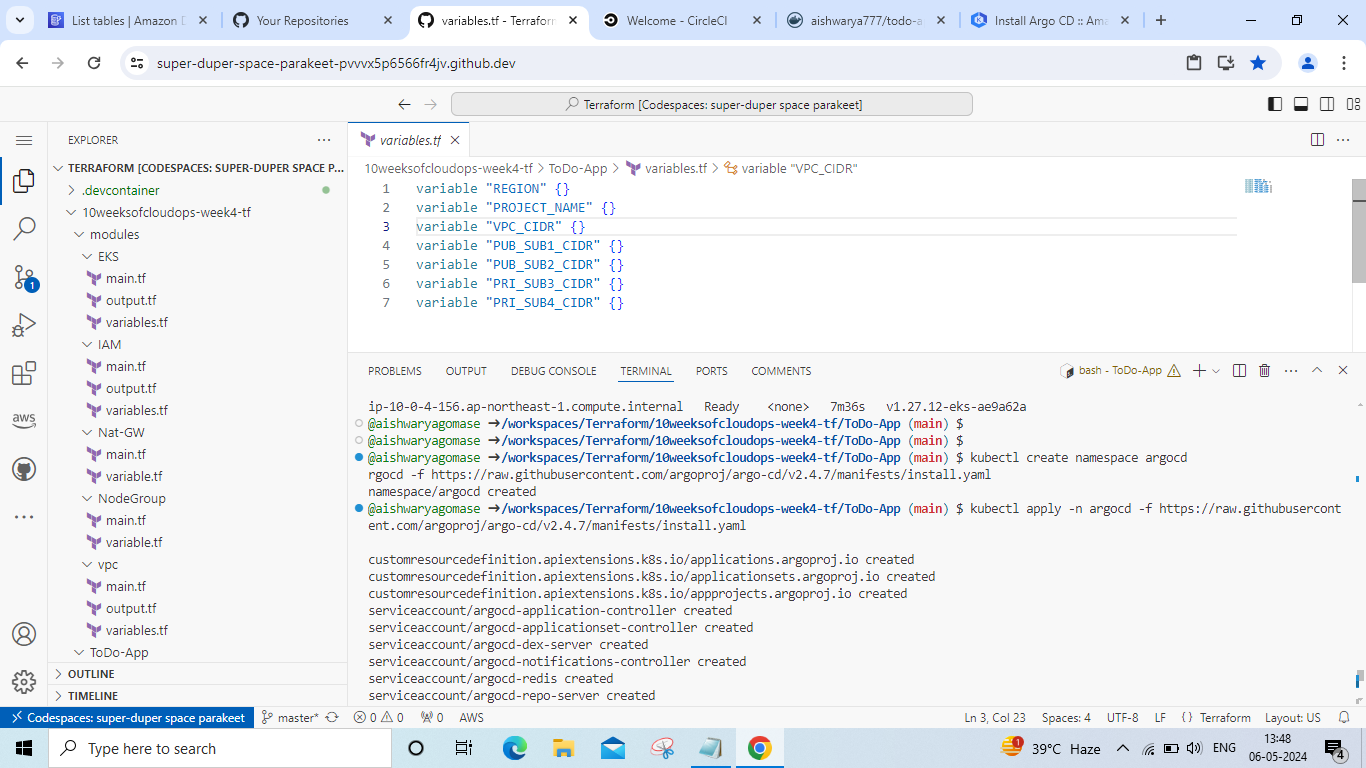 List tables | Amazon D
Your Repositories
variables.tf - Terraform
Welcome - CircleCI
aishwarya777/todo-a
Install Argo CD :: Ama
super-duper-space-parakeet-pvvvx5p6566fr4jv.github.dev
Terraform [Codespaces: super-duper space parakeet]
EXPLORER
TERRAFORM [CODESPACES: SUPER-DUPER SPACE P...
.devcontainer
10weeksofcloudops-week4-tf
modules
EKS
main.tf
output.tf
variables.tf
IAM
main.tf
output.tf
variables.tf
Nat-GW
main.tf
variable.tf
NodeGroup
main.tf
variable.tf
vpc
main.tf
output.tf
variables.tf
ToDo-App
OUTLINE
TIMELINE
1
aws
variables.tf
10weeksofcloudops-week4-tf > ToDo-App > variables.tf > variable "VPC_CIDR"
1 variable "REGION" {}
2 variable "PROJECT_NAME" {}
3 variable "VPC_CIDR" {}
4 variable "PUB_SUB1_CIDR" {}
5 variable "PUB_SUB2_CIDR" {}
6 variable "PRI_SUB3_CIDR" {}
7 variable "PRI_SUB4_CIDR" {}
PROBLEMS OUTPUT DEBUG CONSOLE TERMINAL PORTS COMMENTS bash - ToDo-App
ip-10-0-4-156.ap-northeast-1.compute.internal Ready <none> 7m36s v1.27.12-eks-ae9a62a
@aishwaryagomase ➜/workspaces/Terraform/10weeksofcloudops-week4-tf/ToDo-App (main) $
@aishwaryagomase ➜/workspaces/Terraform/10weeksofcloudops-week4-tf/ToDo-App (main) $
@aishwaryagomase ➜/workspaces/Terraform/10weeksofcloudops-week4-tf/ToDo-App (main) $ kubectl create namespace argocd
rgocd -f https://raw.githubusercontent.com/argoproj/argo-cd/v2.4.7/manifests/install.yaml
namespace/argocd created
@aishwaryagomase ➜/workspaces/Terraform/10weeksofcloudops-week4-tf/ToDo-App (main) $ kubectl apply -n argocd -f https://raw.githubusercont
ent.com/argoproj/argo-cd/v2.4.7/manifests/install.yaml
customresourcedefinition.apiextensions.k8s.io/applications.argoproj.io created
customresourcedefinition.apiextensions.k8s.io/applicationsets.argoproj.io created
customresourcedefinition.apiextensions.k8s.io/appprojects.argoproj.io created
serviceaccount/argocd-application-controller created
serviceaccount/argocd-applicationset-controller created
serviceaccount/argocd-dex-server created
serviceaccount/argocd-notifications-controller created
serviceaccount/argocd-redis created
serviceaccount/argocd-repo-server created
Codespaces: super-duper space parakeet master* 0 0 0 AWS Ln 3, Col 23 Spaces: 4 UTF-8 LF {} Terraform Layout: US
Type here to search
1 39°C Haze ENG
13:48
06-05-2024
4